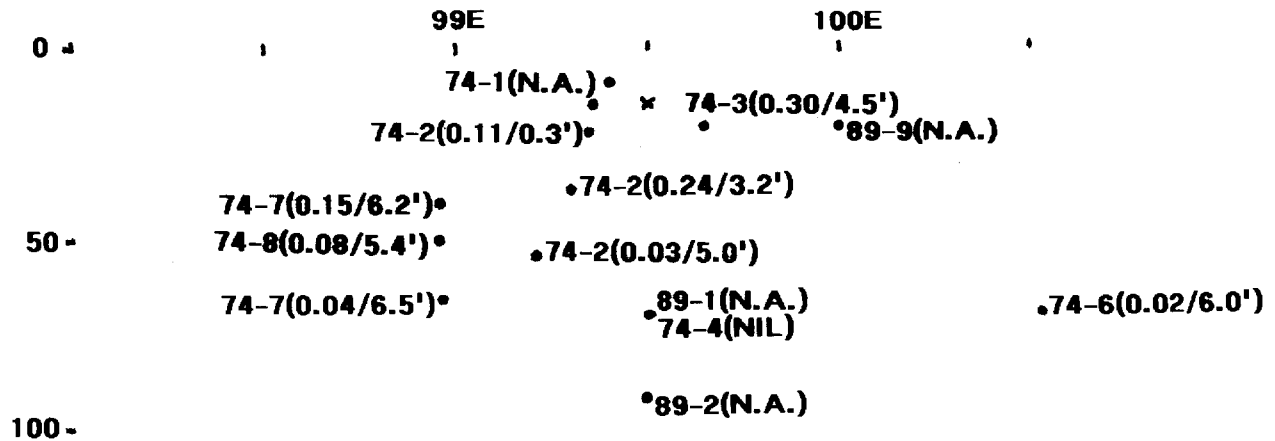 99E 100E
0
74-1(N.A.)
74-3(0.30/4.5')
74-2(0.11/0.3')
89-9(N.A.)
74-2(0.24/3.2')
74-7(0.15/6.2')
50
74-8(0.08/5.4')
74-2(0.03/5.0')
74-7(0.04/6.5')
89-1(N.A.)
74-6(0.02/6.0')
74-4(NIL)
89-2(N.A.)
100